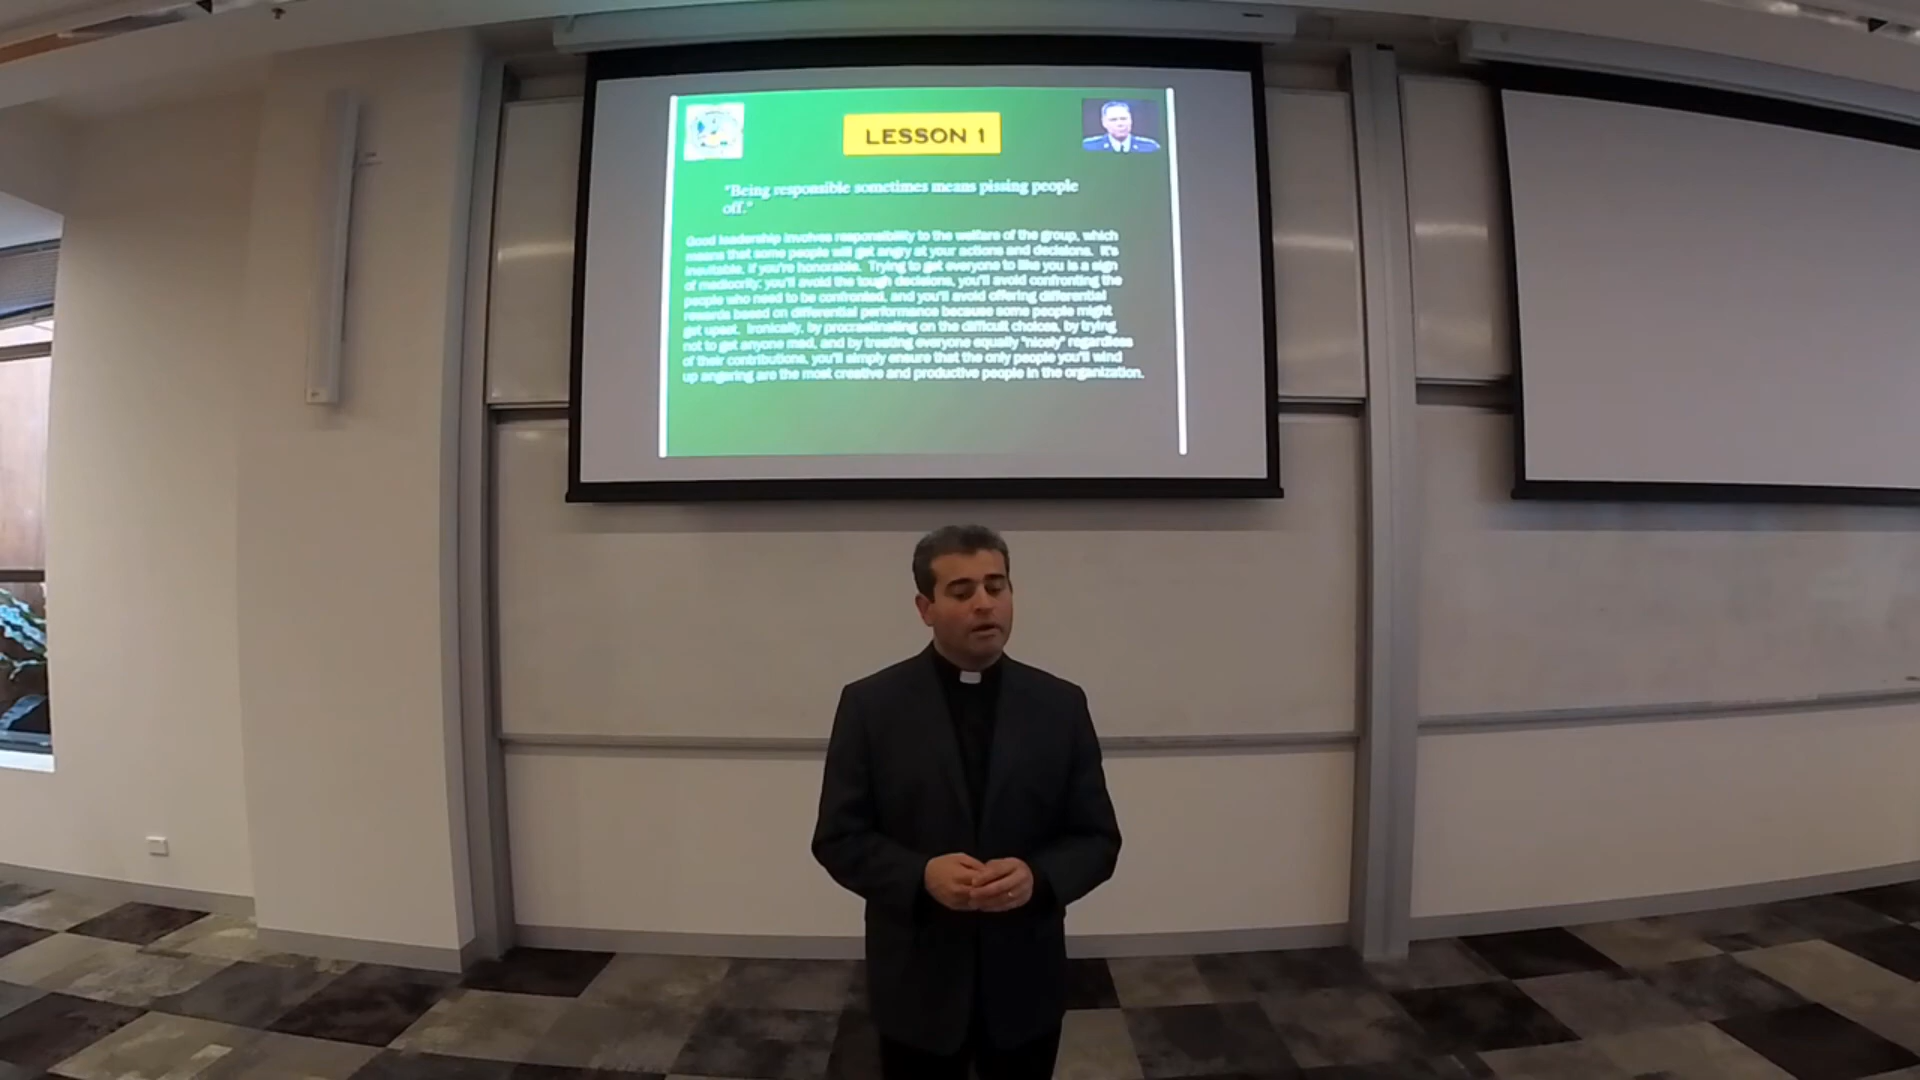 LESSON 1
"Being responsible sometimes means pissing people
off."
Good leadership involves responsibility to the welfare of the group, which
means that some people will get angry at your actions and decisions. It's
inevitable, if you're honorable. Trying to get everyone to like you is a sign
of mediocrity: you'll avoid the tough decisions, you'll avoid confronting the
people who need to be confronted, and you'll avoid offering differential
rewards based on differential performance because some people might
get upset. Ironically, by procrastinating on the difficult choices, by trying
not to get anyone mad, and by treating everyone equally "nicely" regardless
of their contributions, you'll simply ensure that the only people you'll wind
up angering are the most creative and productive people in the organization.